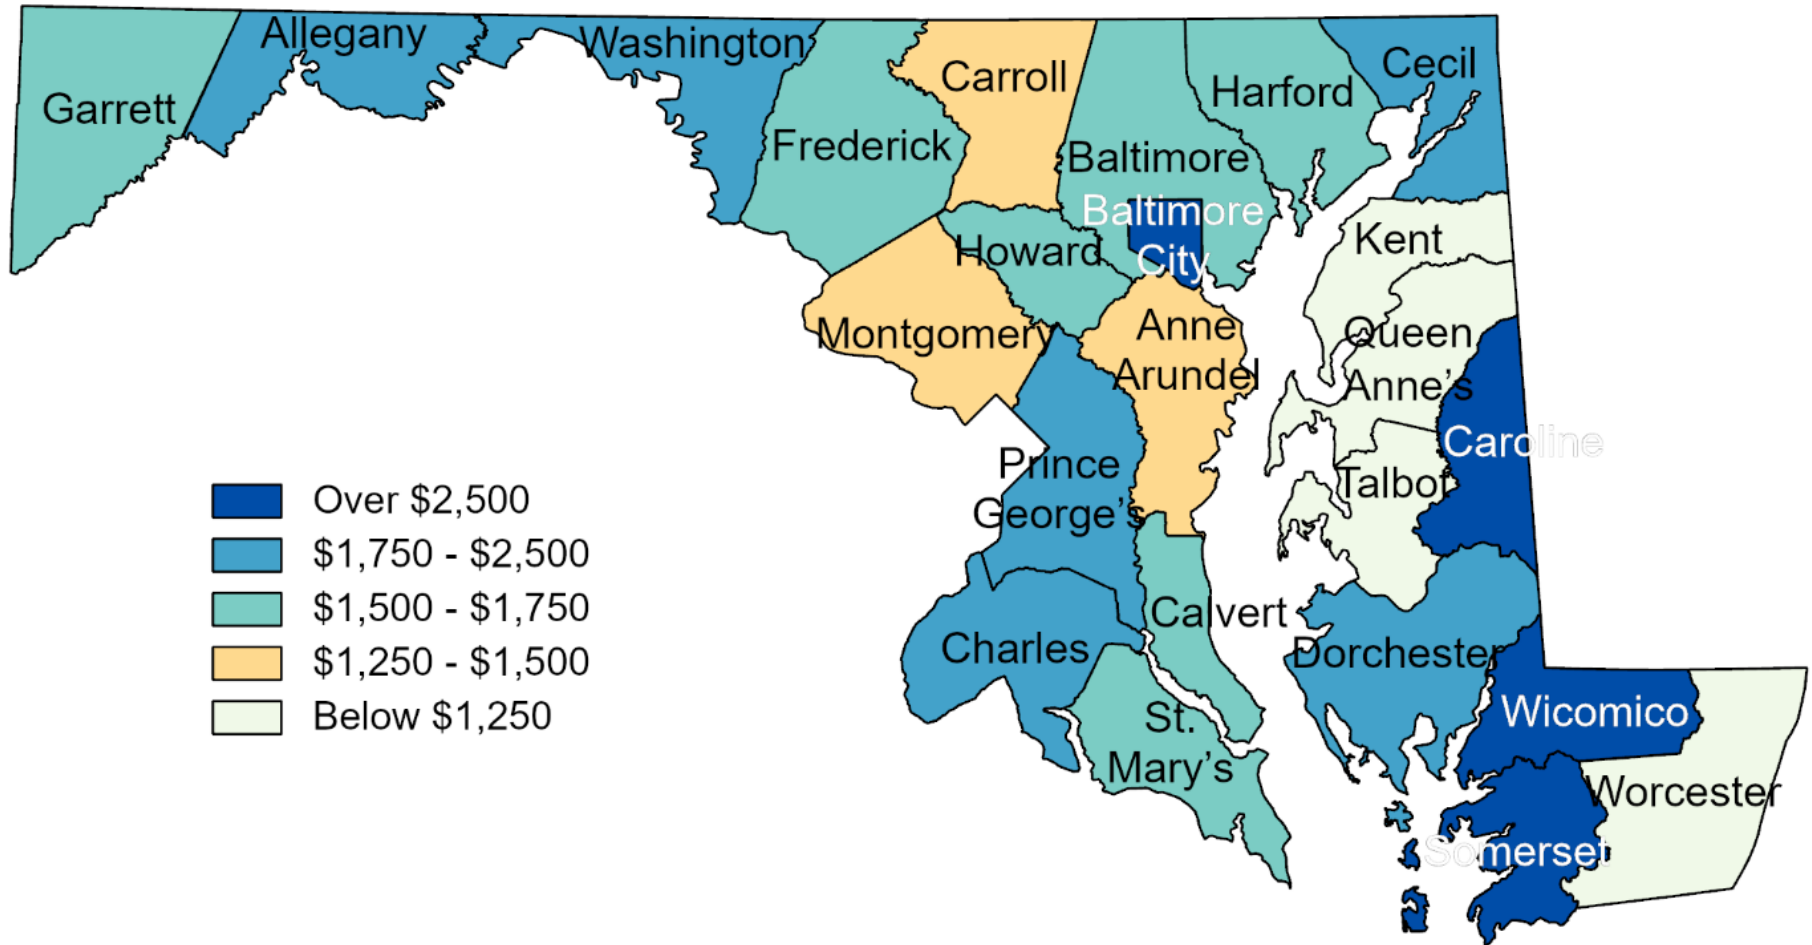 Allegany
Washington
Garrett
Carroll
Cecil
Harford
Frederick
Baltimore
Baltimore
City
Howard
Kent
Montgomery
Anne
Arundel
Queen
Anne’s
Caroline
Prince
George’s
Talbot
Over $2,500
$1,750 - $2,500
$1,500 - $1,750
$1,250 - $1,500
Below $1,250
Calvert
Charles
Dorchester
St.
Mary’s
Wicomico
Worcester
Somerset